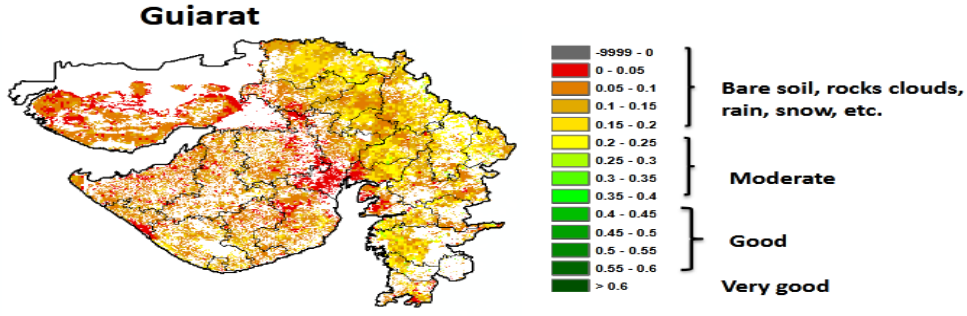 Gujarat
-9999 - 0
0 - 0.05
0.05 - 0.1
0.1 - 0.15
0.15 - 0.2
0.2 - 0.25
0.25 - 0.3
0.3 - 0.35
0.35 - 0.4
0.4 - 0.45
0.45 - 0.5
0.5 - 0.55
0.55 - 0.6
> 0.6
Bare soil, rocks clouds,
rain, snow, etc.
Moderate
Good
Very good